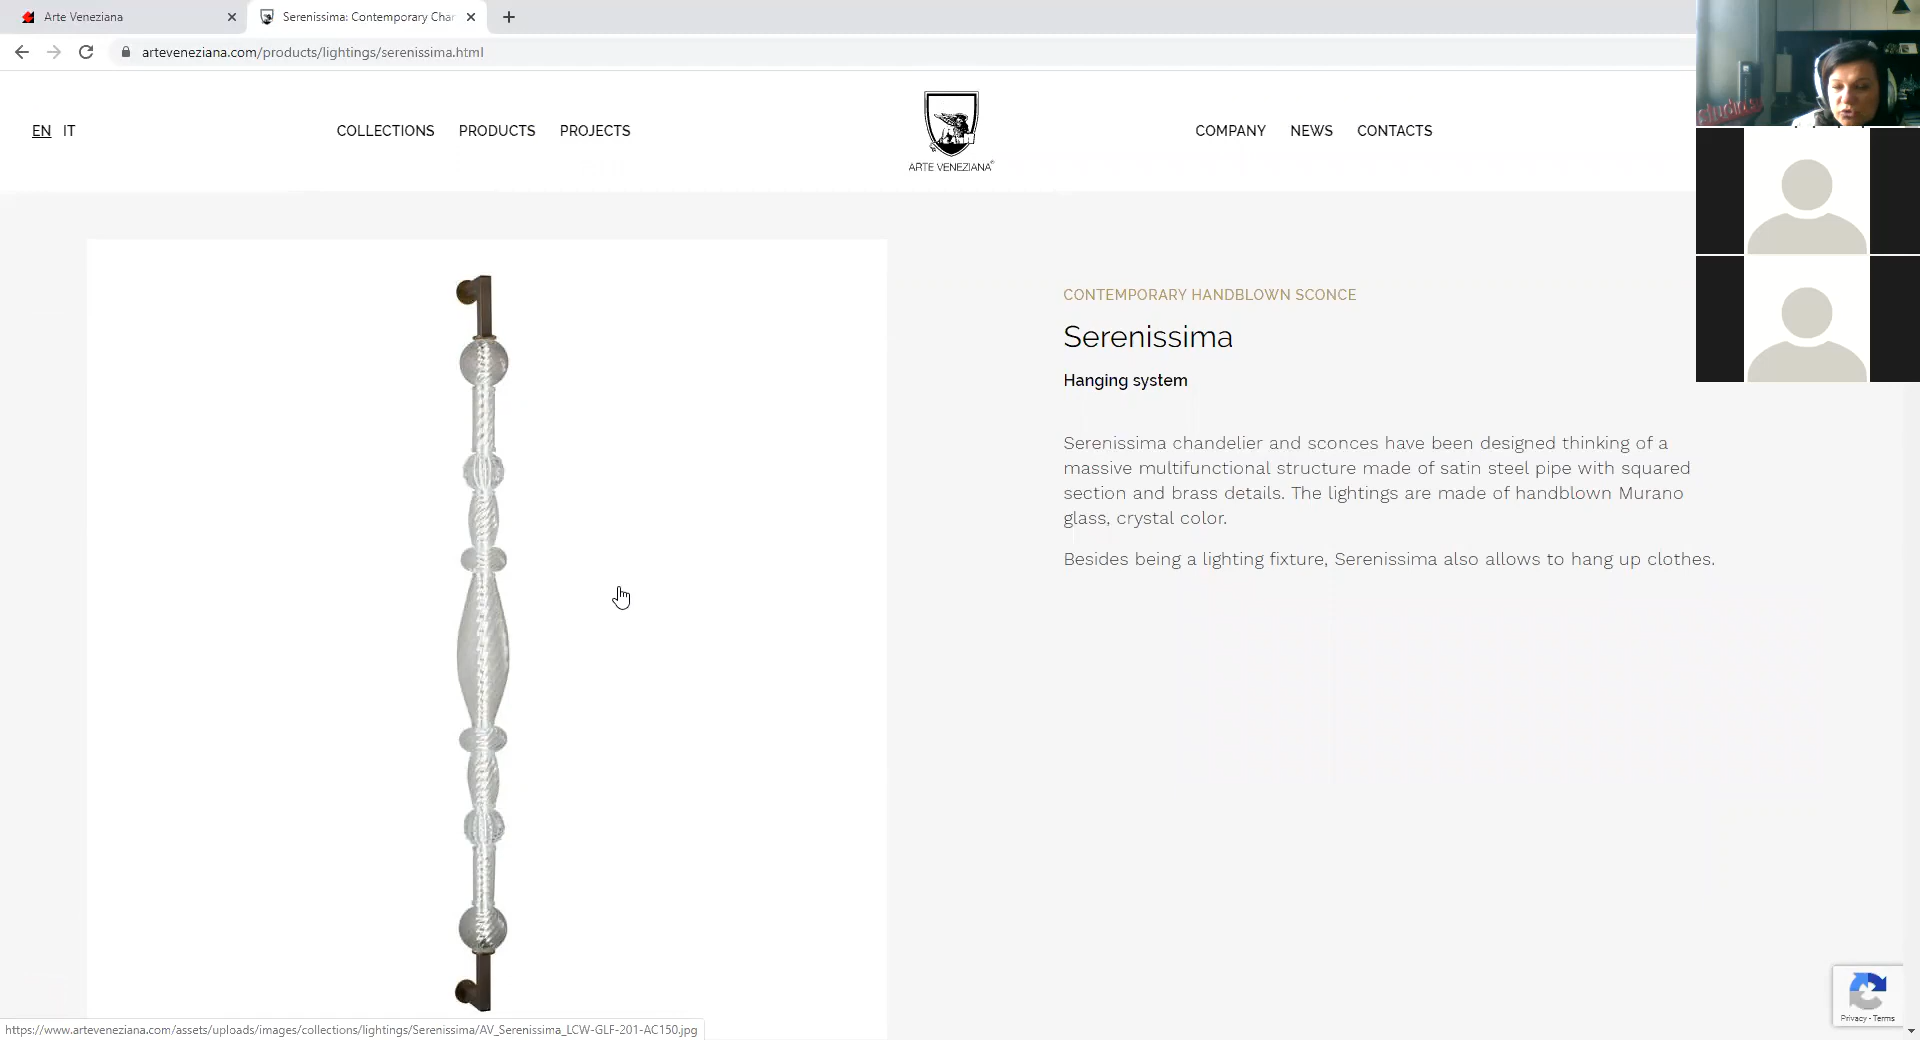 Arte Veneziana
Serenissima: Contemporary Char
arteveneziana.com/products/lightings/serenissima.html
EN IT
COLLECTIONS PRODUCTS PROJECTS
ARTE VENEZIANA©
COMPANY NEWS CONTACTS
CONTEMPORARY HANDBLOWN SCONCE
Serenissima
Hanging system
Serenissima chandelier and sconces have been designed thinking of a
massive multifunctional structure made of satin steel pipe with squared
section and brass details. The lightings are made of handblown Murano
glass, crystal color.
Besides being a lighting fixture, Serenissima also allows to hang up clothes.
Privacy - Terms
https://www.arteveneziana.com/assets/uploads/images/collections/lightings/Serenissima/AV_Serenissima_LCW-GLF-201-AC150.jpg